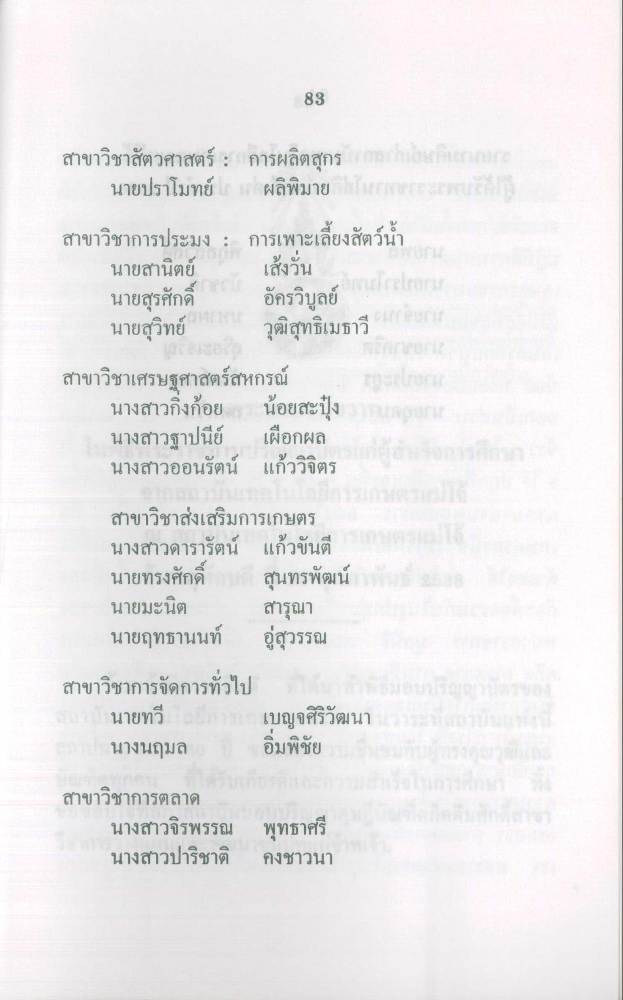 83
สาขาวิชาสัตวศาสตร์ : การผลิตสุกร
นายปราโมทย์ ผลิพิมาย
สาขาวิชาการประมง : การเพาะเลี้ยงสัตว์น้ำ
นายสานิตย์ เส้งวั่น
นายสุรศักดิ์ อัครวิบูลย์
นายสุวิทย์ วุฒิสุทธิเมธาวี
สาขาวิชาเศรษฐศาสตร์สหกรณ์
นางสาวกิ่งก้อย น้อยสะปุ๋ง
นางสาวฐาปนีย์ เผือกผล
นางสาวออนรัตน์ แก้ววิจิตร
สาขาวิชาส่งเสริมการเกษตร
นางสาวดารารัตน์ แก้วขันตี
นายทรงศักดิ์ สุนทรพัฒน์
นายมะนิต สารุณา
นายฤทธานนท์ อู่สุวรรณ
สาขาวิชาการจัดการทั่วไป
นายทวี เบญจศิริวัฒนา
นางนฤมล อิ่มพิชัย
สาขาวิชาการตลาด
นางสาวจิรพรรณ พุทธาศรี
นางสาวปาริชาติ คงชาวนา